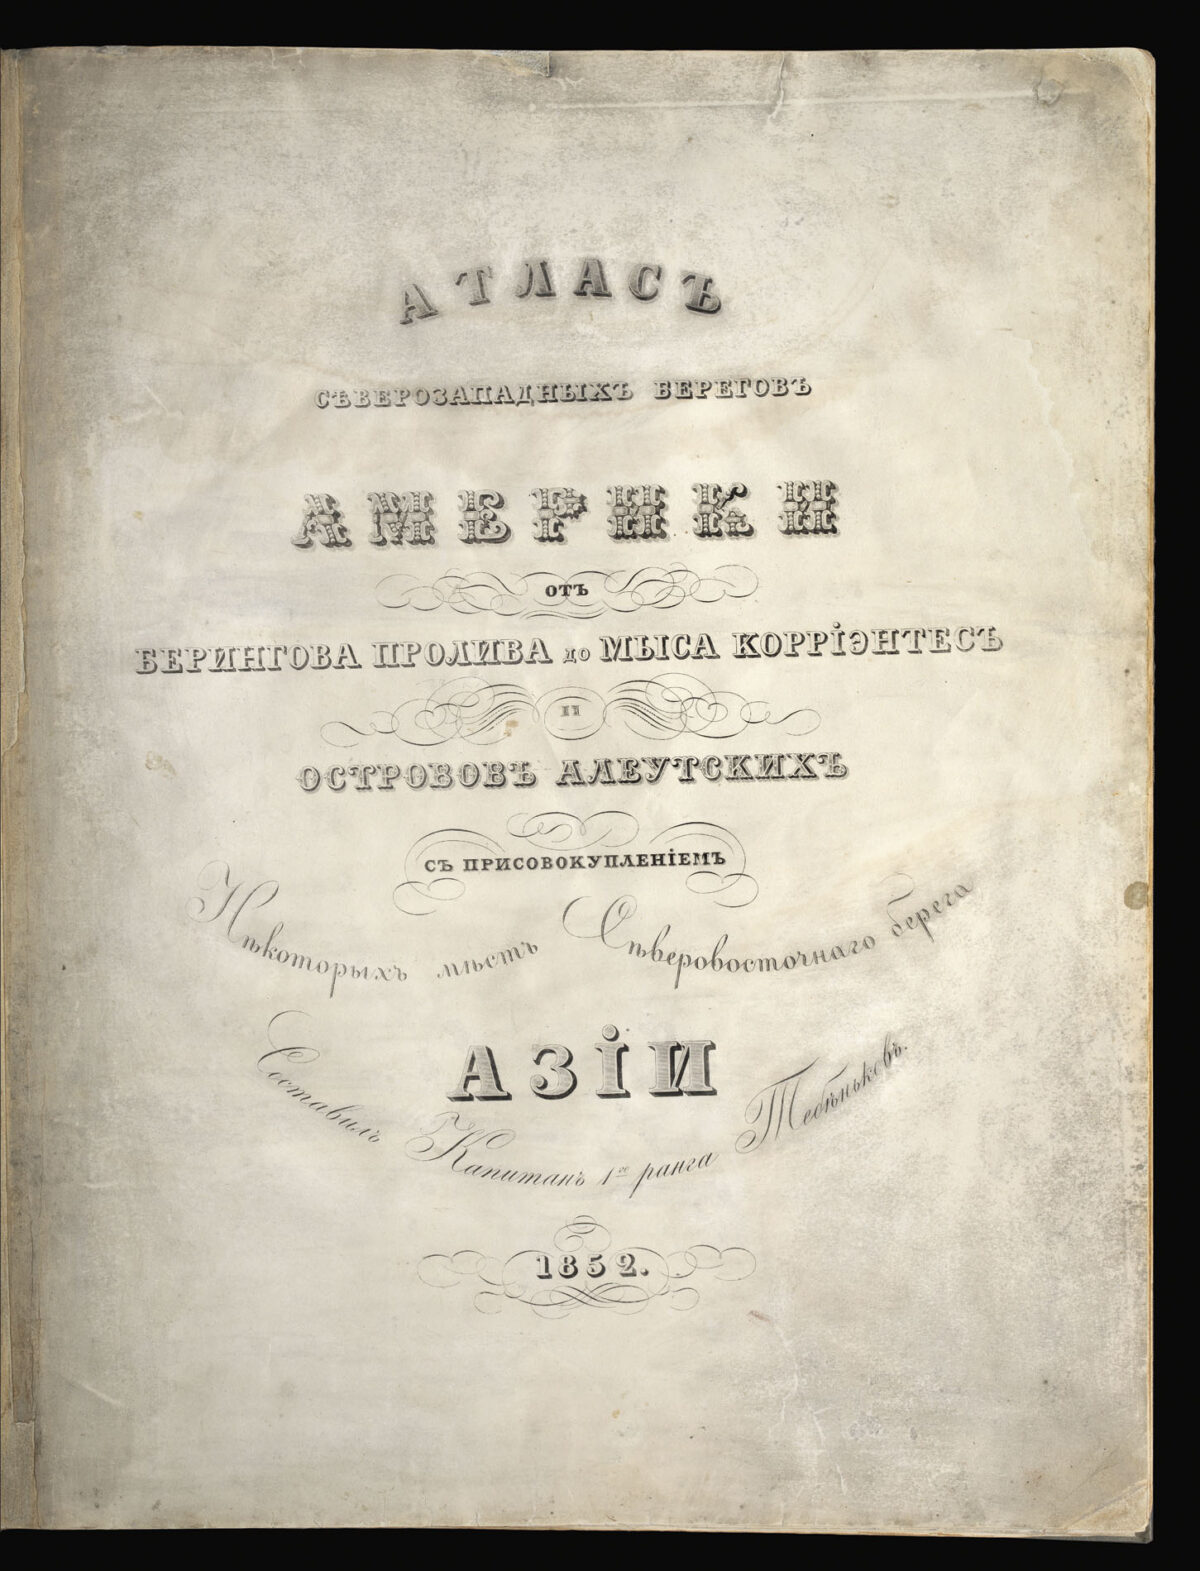 АТЛАСЪ
СѢВЕРОЗАПАДНЫХЪ БЕРЕГОВЪ
АМЕРИКИ
ОТЪ
БЕРИНГОВА ПРОЛИВА ДО МЫСА КОРРІЭНТЕСЪ
И
ОСТРОВОВЪ АЛЕУТСКИХЪ
СЪ ПРИСОВОКУПЛЕНІЕМЪ
Нѣкоторыхъ мѣстъ Сѣверовосточнаго берега
АЗІИ
Составилъ Капитанъ 1го ранга Тебѣньковъ.
1852.